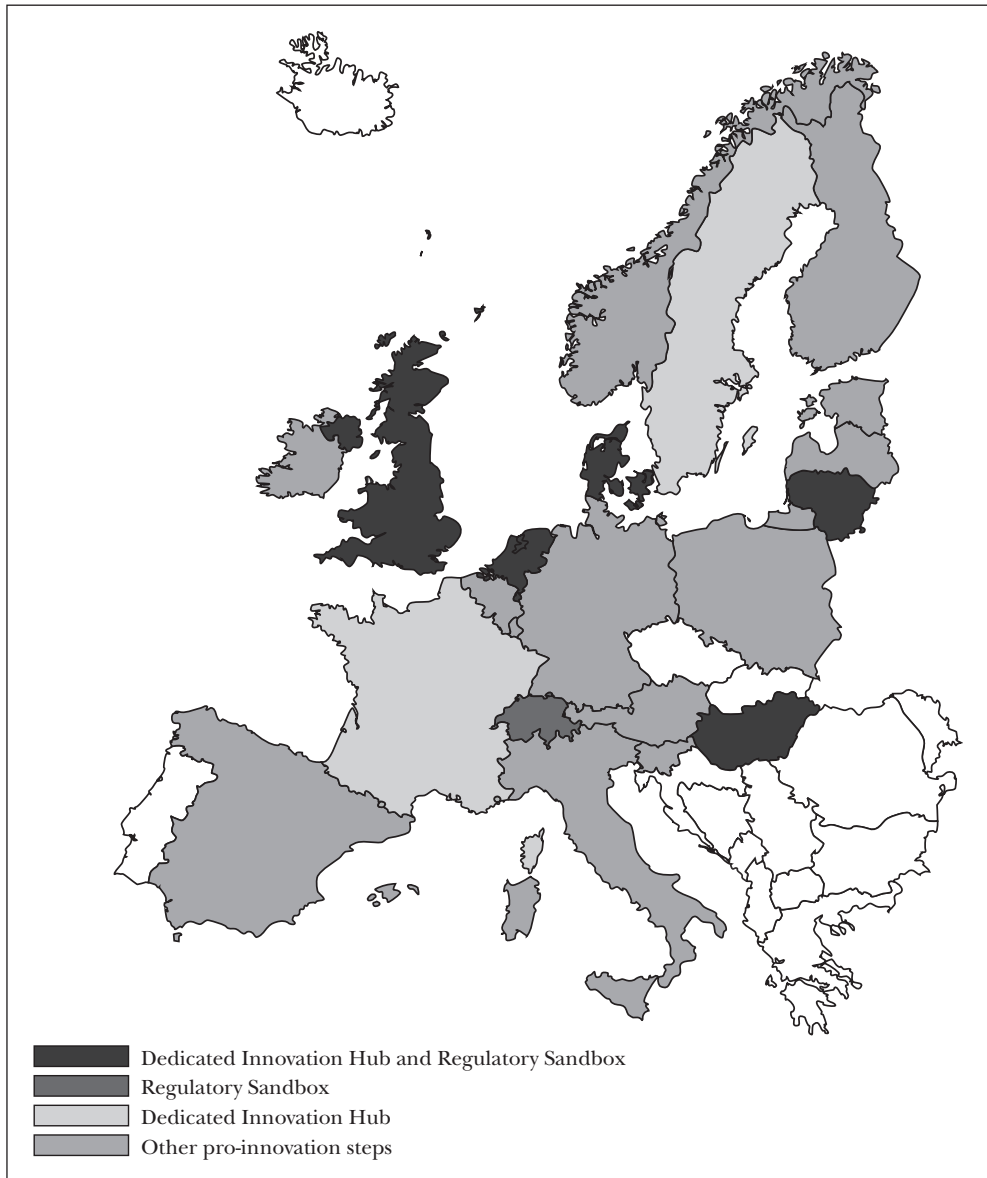 Dedicated Innovation Hub and Regulatory Sandbox
Regulatory Sandbox
Dedicated Innovation Hub
Other pro-innovation steps